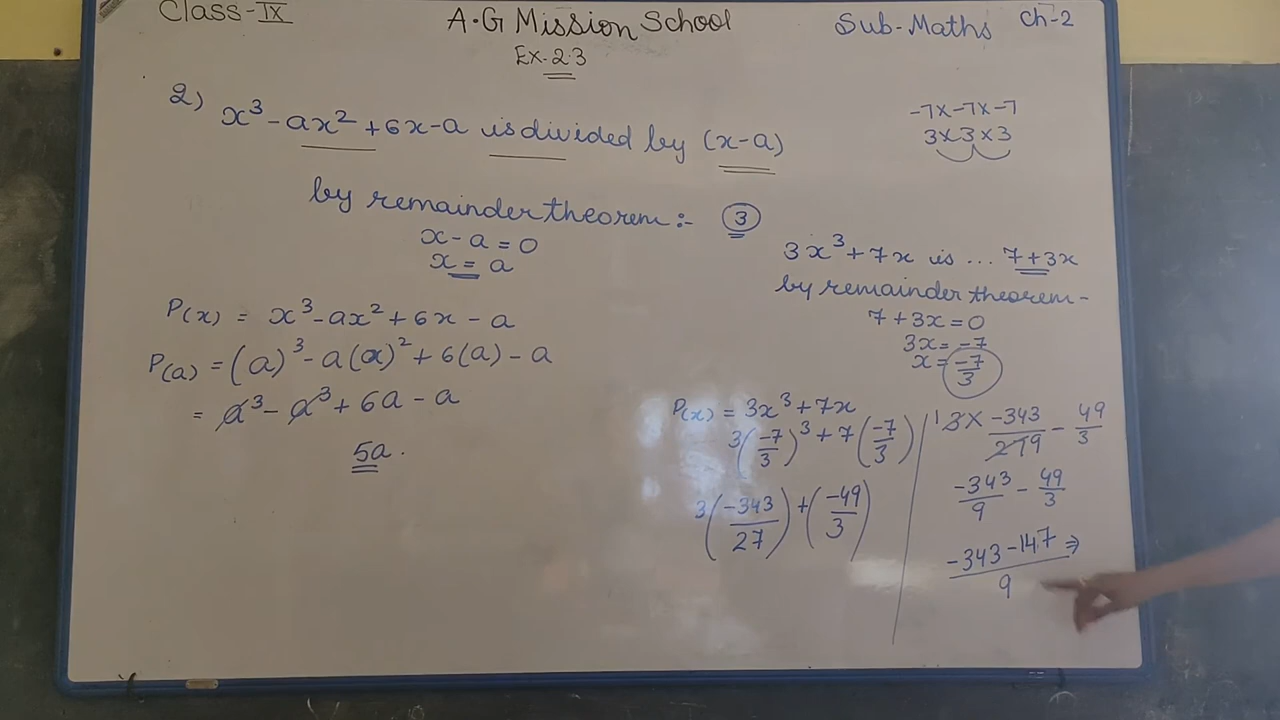 Class-IX
A.G Mission School
Sub-Maths Ch-2
Ex-2.3
2) x³-ax²+6x-a is divided by (x-a)
by remainder theorem:-
x-a=0
x=a
P(x) = x³-ax²+6x-a
P(a) = (a)³-a(a)²+6(a)-a
= a³-a³+6a-a
5a.
-7x-7x-7
3x3x3
3
3x³+7x is ... 7+3x
by remainder theorem-
7+3x=0
3x=-7
x=-7/3
P(x) = 3x³+7x
3(-7/3)³+7(-7/3)
3(-343/27)+(-49/3)
1 3x -343/279 - 49/3
-343/9 - 49/3
-343-147/9 ⇒